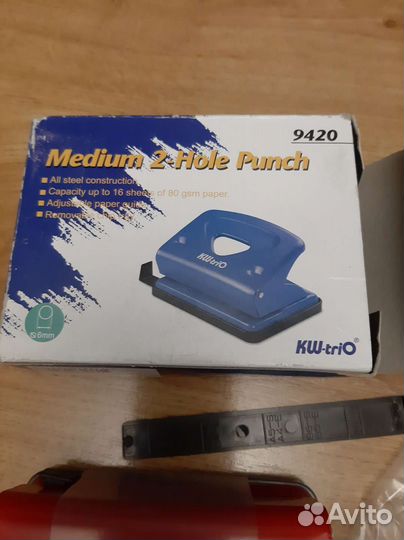 9420
Medium 2-Hole Punch
All steel construction
Capacity up to 16 sheets of 80 gsm paper
Adjustable paper guide
6mm
KW-triO
KW-triO
Avito